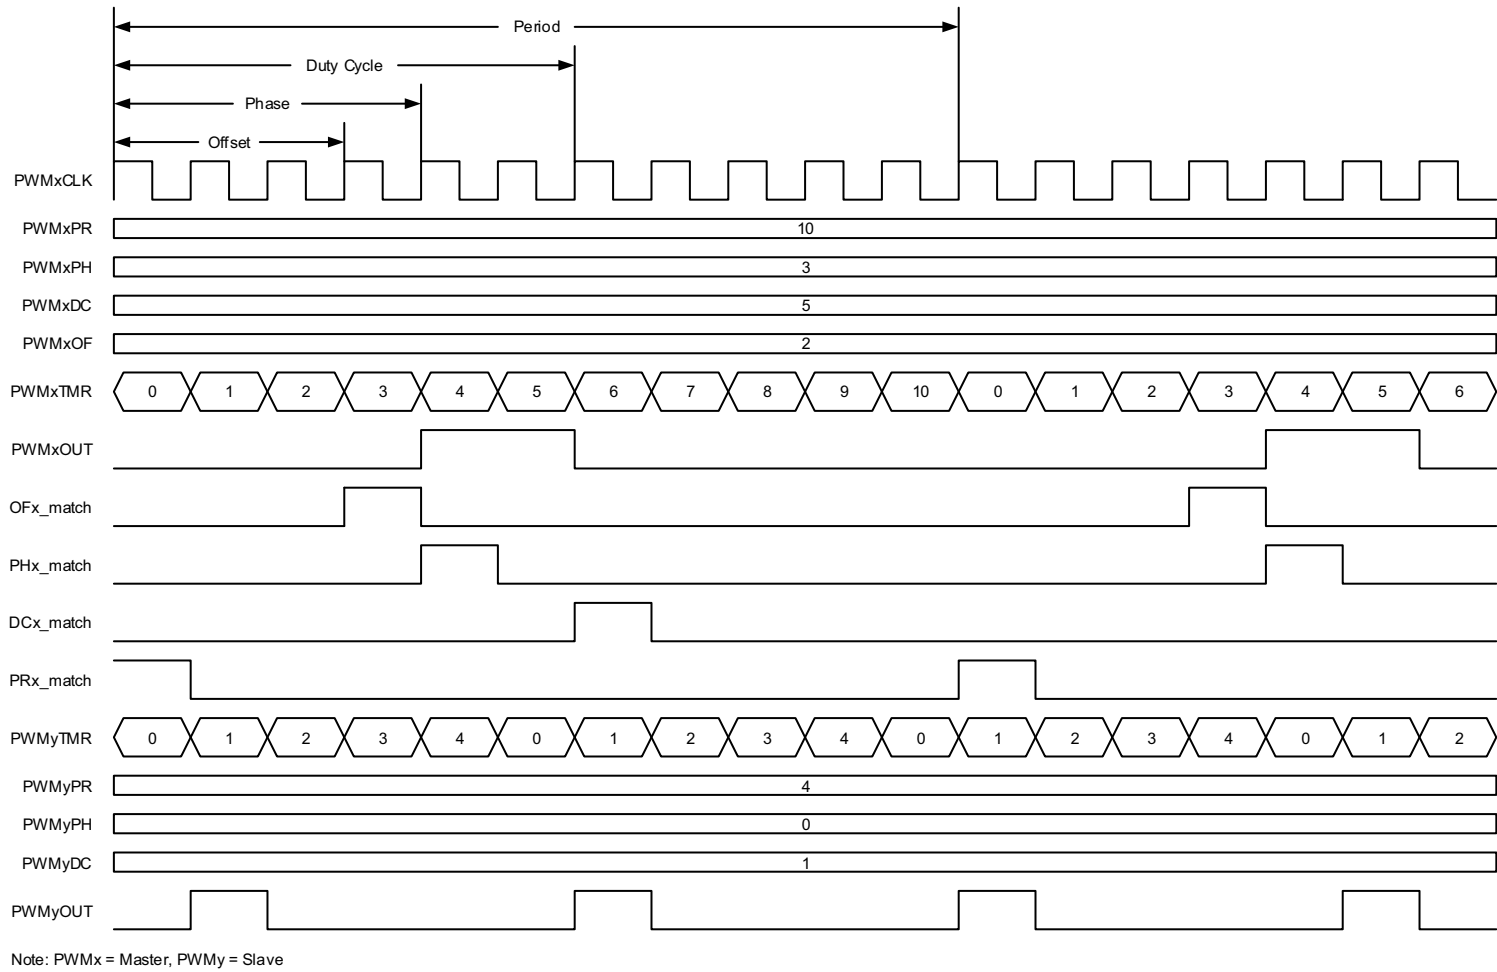 Period
Duty Cycle
Phase
Offset
PWMxCLK
PWMxPR 10
PWMxPH 3
PWMxDC 5
PWMxOF 2
PWMxTMR 0 1 2 3 4 5 6 7 8 9 10 0 1 2 3 4 5 6
PWMxOUT
OFx_match
PHx_match
DCx_match
PRx_match
PWMyTMR 0 1 2 3 4 0 1 2 3 4 0 1 2 3 4 0 1 2
PWMyPR 4
PWMyPH 0
PWMyDC 1
PWMyOUT
Note: PWMx = Master, PWMy = Slave